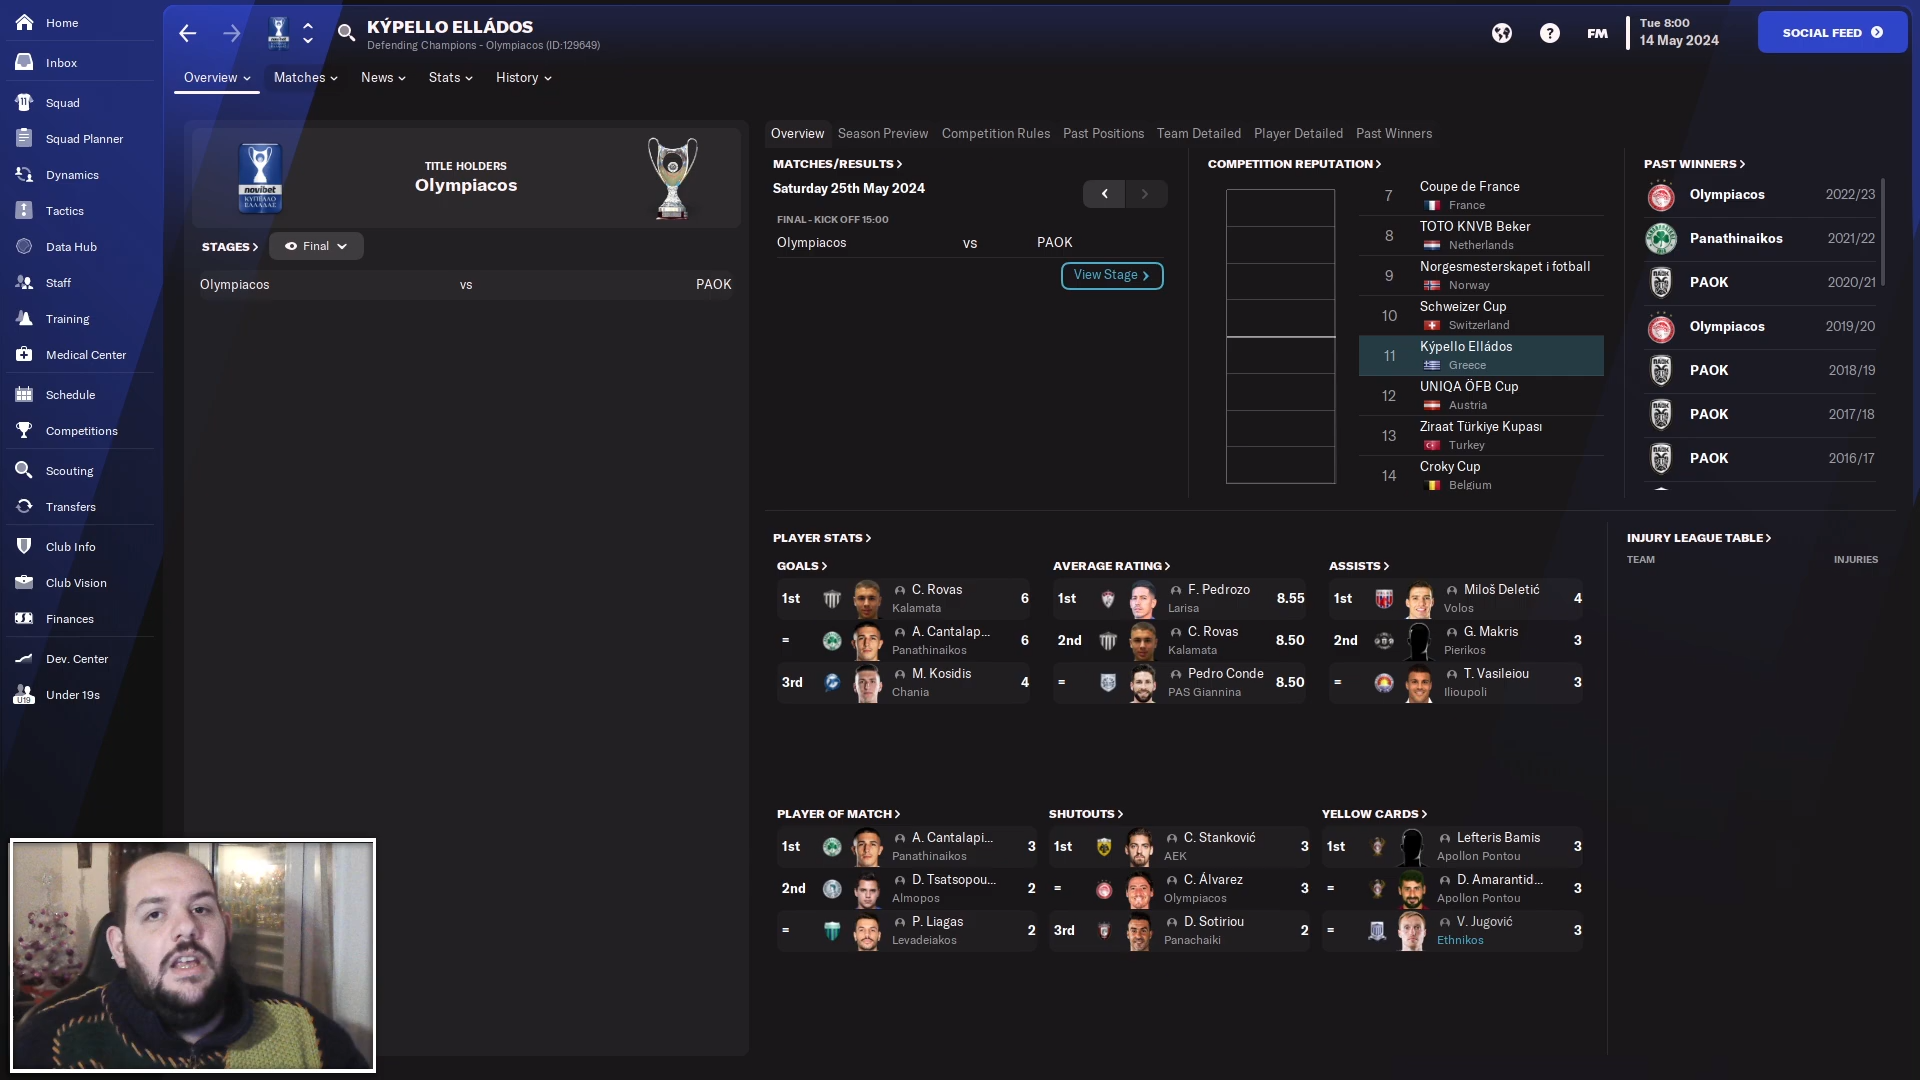 Home
Inbox
Squad
Squad Planner
Dynamics
Tactics
Data Hub
Staff
Training
Medical Center
Schedule
Competitions
Scouting
Transfers
Club Info
Club Vision
Finances
Dev. Center
U19
Under 19s
KÝPELLO ELLÁDOS
Defending Champions - Olympiacos (ID:129649)
FM
Tue 8:00
14 May 2024
SOCIAL FEED
Overview
Matches
News
Stats
History
novibet
ΚΥΠΕΛΛΟ
ΕΛΛΑΔΑΣ
TITLE HOLDERS
Olympiacos
STAGES
Final
Olympiacos vs PAOK
Overview
Season Preview
Competition Rules
Past Positions
Team Detailed
Player Detailed
Past Winners
MATCHES/RESULTS
Saturday 25th May 2024
FINAL - KICK OFF 15:00
Olympiacos vs PAOK
View Stage
COMPETITION REPUTATION
7 Coupe de France
France
8 TOTO KNVB Beker
Netherlands
9 Norgesmesterskapet i fotball
Norway
10 Schweizer Cup
Switzerland
11 Kýpello Elládos
Greece
12 UNIQA ÖFB Cup
Austria
13 Ziraat Türkiye Kupası
Turkey
14 Croky Cup
Belgium
PAST WINNERS
Olympiacos 2022/23
Panathinaikos 2021/22
PAOK 2020/21
Olympiacos 2019/20
PAOK 2018/19
PAOK 2017/18
PAOK 2016/17
PLAYER STATS
GOALS
1st C. Rovas 6
Kalamata
= A. Cantalap... 6
Panathinaikos
3rd M. Kosidis 4
Chania
AVERAGE RATING
1st F. Pedrozo 8.55
Larisa
2nd C. Rovas 8.50
Kalamata
= Pedro Conde 8.50
PAS Giannina
ASSISTS
1st Miloš Deletić 4
Volos
2nd G. Makris 3
Pierikos
= T. Vasileiou 3
Ilioupoli
INJURY LEAGUE TABLE
TEAM INJURIES
PLAYER OF MATCH
1st A. Cantalapi... 3
Panathinaikos
2nd D. Tsatsopou... 2
Almopos
= P. Liagas 2
Levadeiakos
SHUTOUTS
1st C. Stanković 3
AEK
= C. Álvarez 3
Olympiacos
3rd D. Sotiriou 2
Panachaiki
YELLOW CARDS
1st Lefteris Bamis 3
Apollon Pontou
= D. Amarantid... 3
Apollon Pontou
= V. Jugović 3
Ethnikos